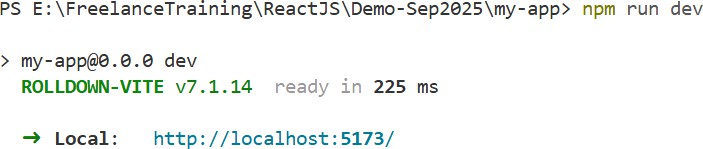 PS E:\FreelanceTraining\ReactJS\Demo-Sep2025\my-app> npm run dev
> my-app@0.0.0 dev
ROLLDOWN-VITE v7.1.14 ready in 225 ms
➜ Local: http://localhost:5173/